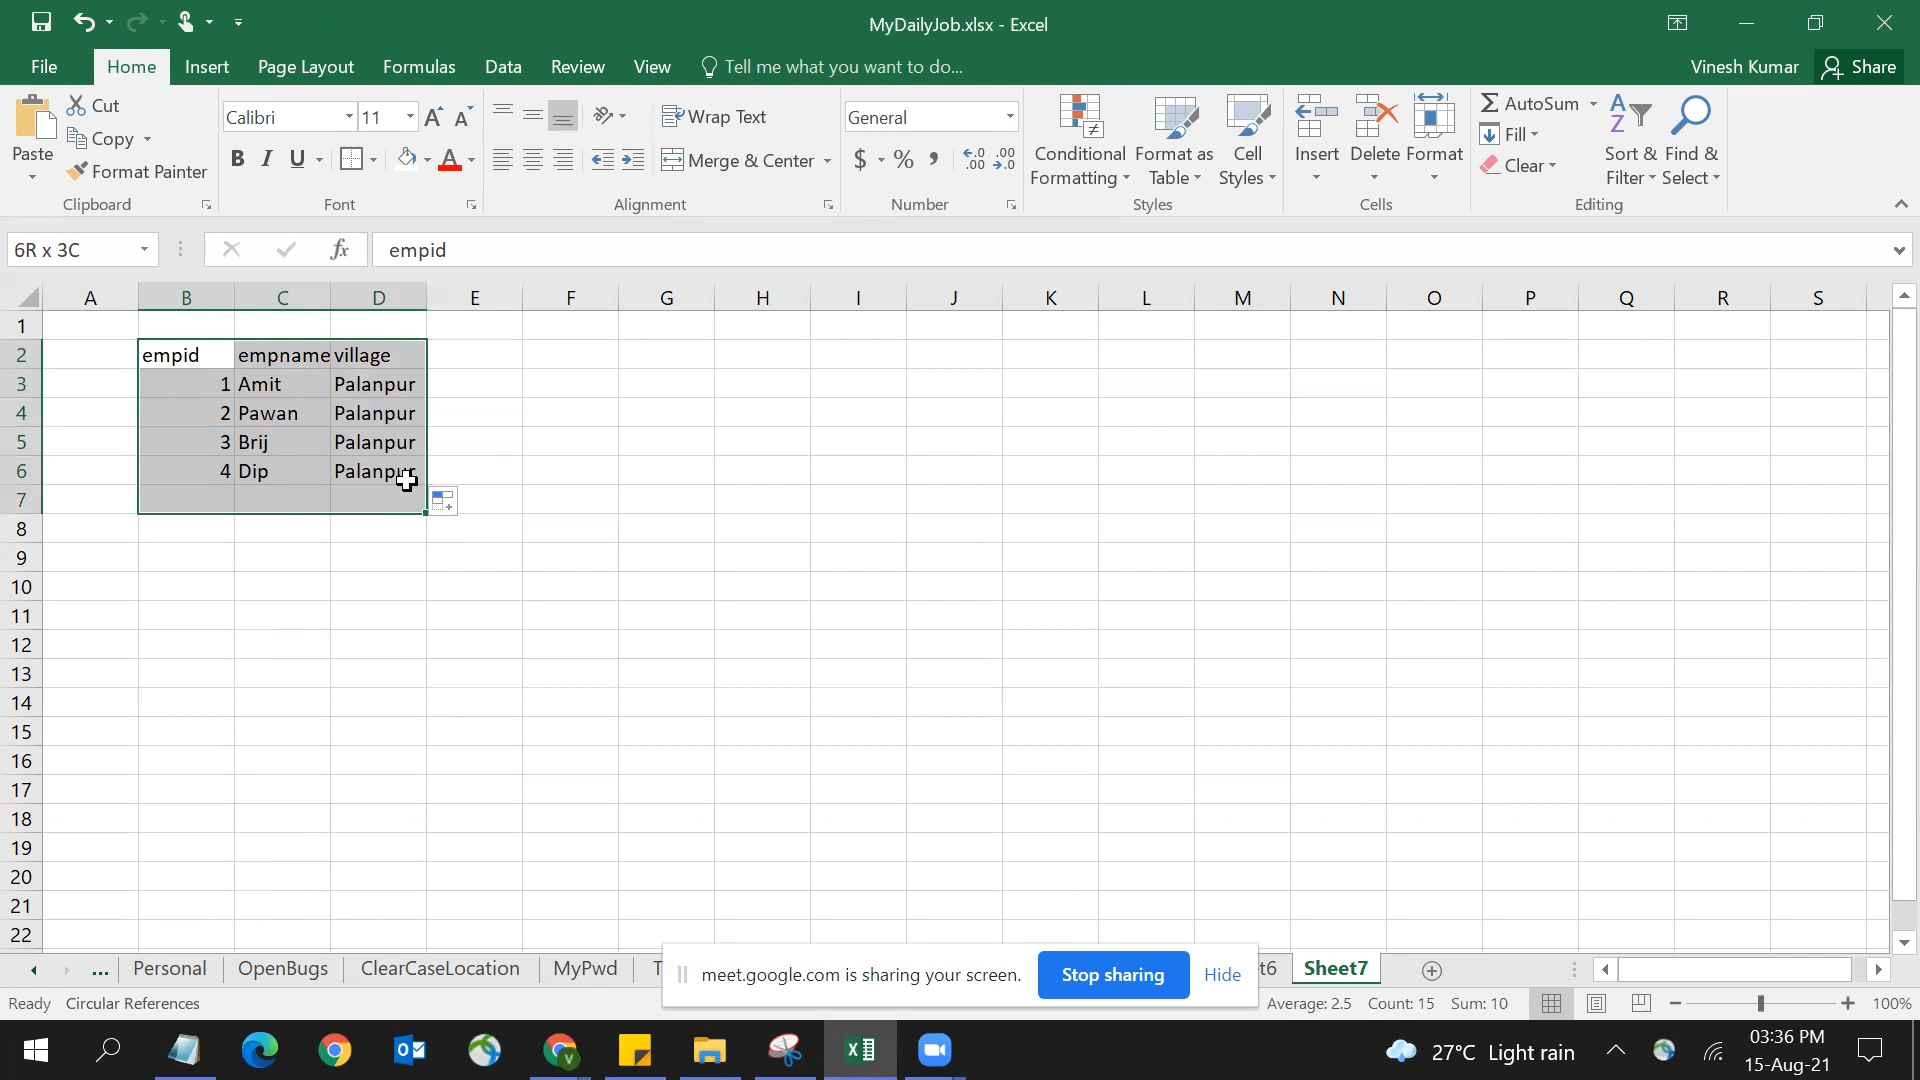 MyDailyJob.xlsx - Excel
File Home Insert Page Layout Formulas Data Review View Tell me what you want to do... Vinesh Kumar Share
Paste
Cut
Copy
Format Painter
Clipboard
Calibri 11
B I U A
Font
Wrap Text
Merge & Center
Alignment
General
$ % , .00 .00
Number
Conditional Formatting
Format as Table
Cell Styles
Styles
Insert Delete Format
Cells
AutoSum
Fill
Clear
Sort & Filter
Find & Select
Editing
6R x 3C fx empid
A B C D E F G H I J K L M N O P Q R S
1
2 empid empname village
3 1 Amit Palanpur
4 2 Pawan Palanpur
5 3 Brij Palanpur
6 4 Dip Palanpur
7
8
9
10
11
12
13
14
15
16
17
18
19
20
21
22
... Personal OpenBugs ClearCaseLocation MyPwd T et6 Sheet7
meet.google.com is sharing your screen. Stop sharing Hide
Ready Circular References Average: 2.5 Count: 15 Sum: 10 100%
27°C Light rain
03:36 PM
15-Aug-21